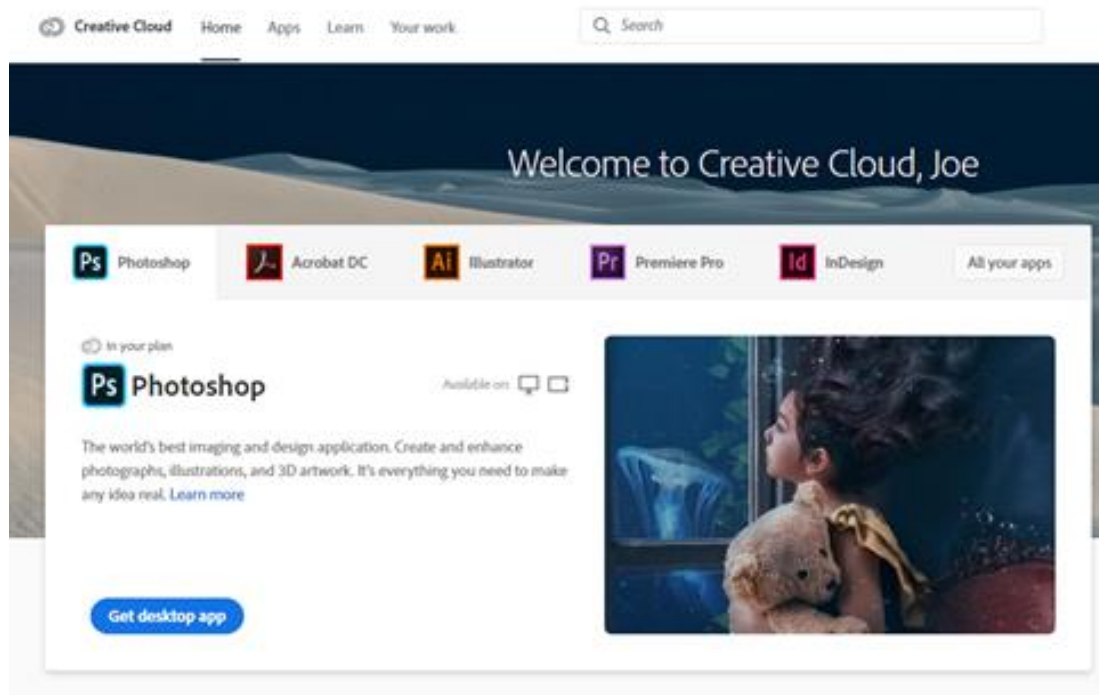 Creative Cloud Home Apps Learn Your work Search
Welcome to Creative Cloud, Joe
Ps Photoshop Acrobat DC Ai Illustrator Pr Premiere Pro Id InDesign All your apps
In your plan
Ps Photoshop Available on:
The world's best imaging and design application. Create and enhance
photographs, illustrations, and 3D artwork. It's everything you need to make
any idea real. Learn more
Get desktop app